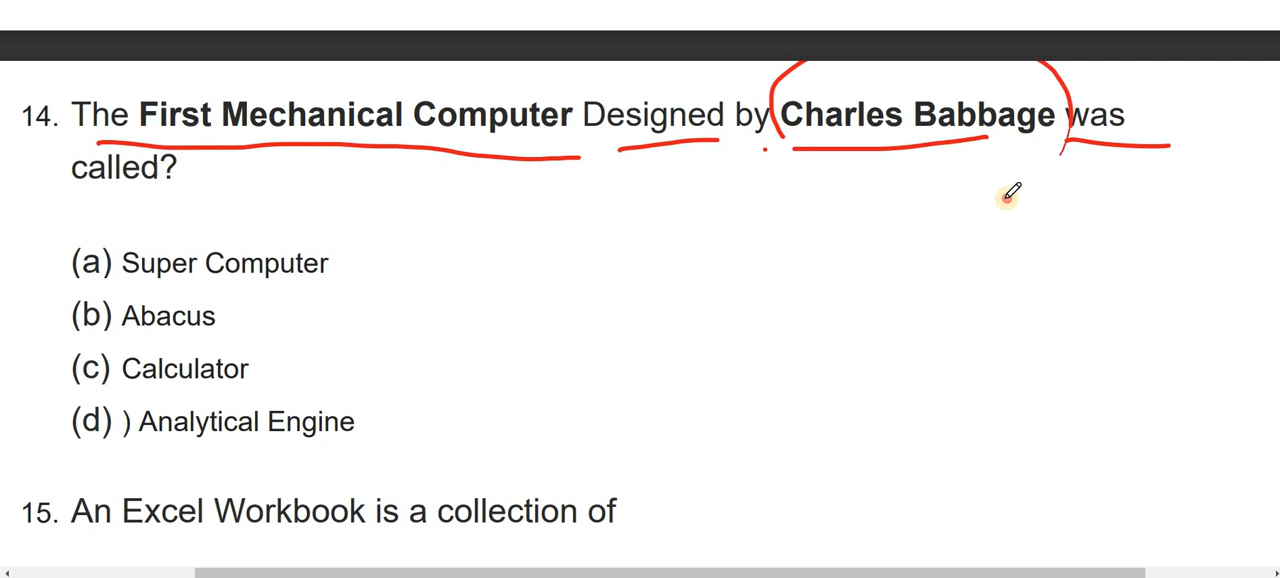 14. The First Mechanical Computer Designed by Charles Babbage was
called?
(a) Super Computer
(b) Abacus
(c) Calculator
(d) ) Analytical Engine
15. An Excel Workbook is a collection of